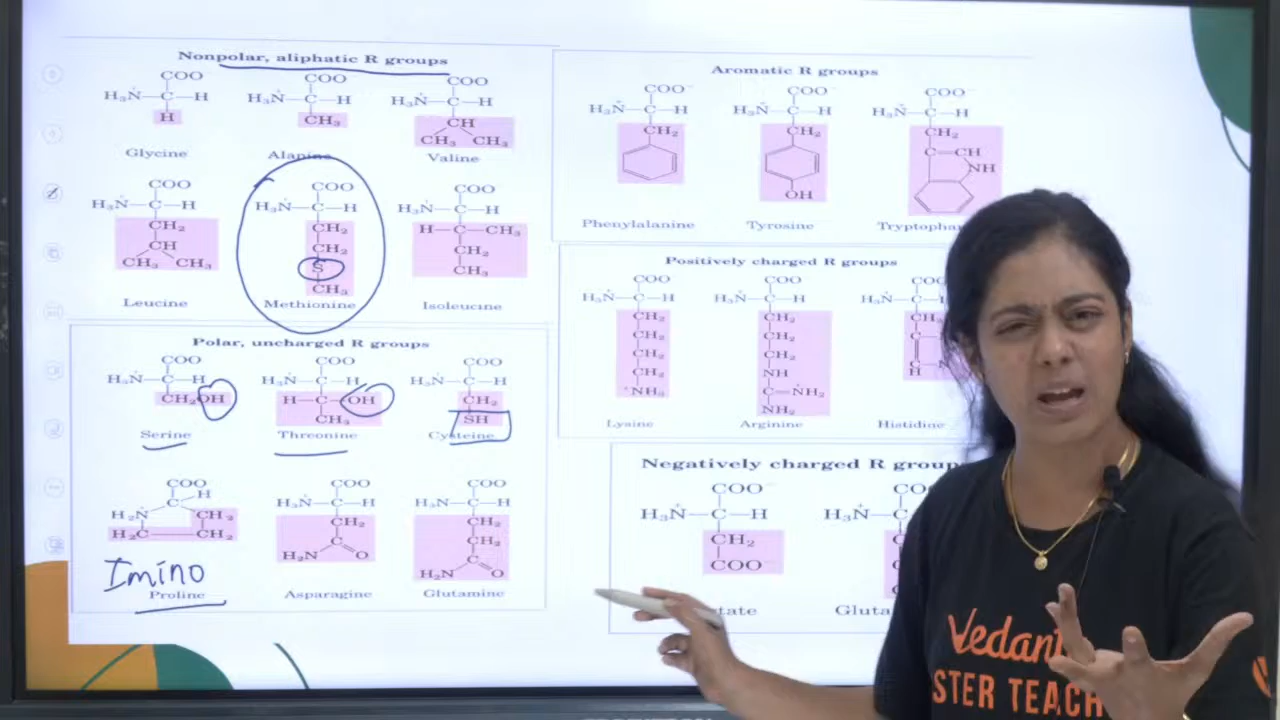 Nonpolar, aliphatic R groups
COO COO COO
H₃N—C—H H₃N—C—H H₃N—C—H
H CH₃ CH
CH₃ CH₃
Glycine Alanine Valine
COO COO COO
H₃N—C—H H₃N—C—H H₃N—C—H
CH₂ CH₂ H—C—CH₃
CH CH₂ CH₂
CH₃ CH₃ S CH₃
CH₃
Leucine Methionine Isoleucine
Polar, uncharged R groups
COO COO COO
H₃N—C—H H₃N—C—H H₃N—C—H
CH₂OH H—C—OH CH₂
CH₃ SH
Serine Threonine Cysteine
COO COO COO
C H H₃N—C—H H₃N—C—H
H₂N CH₂ CH₂ CH₂
H₂C CH₂ C CH₂
H₂N O C
H₂N O
Imino
Proline Asparagine Glutamine
Aromatic R groups
COO⁻ COO⁻ COO⁻
H₃N—C—H H₃N—C—H H₃N—C—H
CH₂ CH₂ CH₂
C=CH
NH
OH
Phenylalanine Tyrosine
Positively charged R groups
COO COO COO
H₃N—C—H H₃N—C—H H₃N—C—H
CH₂ CH₂ CH₂
CH₂ CH₂
CH₂ CH₂
CH₂ NH
⁺NH₃ C=NH₂ H
NH₂
Lysine Arginine Histidine
Negatively charged R group
COO⁻
H₃N—C—H H₃N—C
CH₂
COO⁻
Vedant
STER TEACH